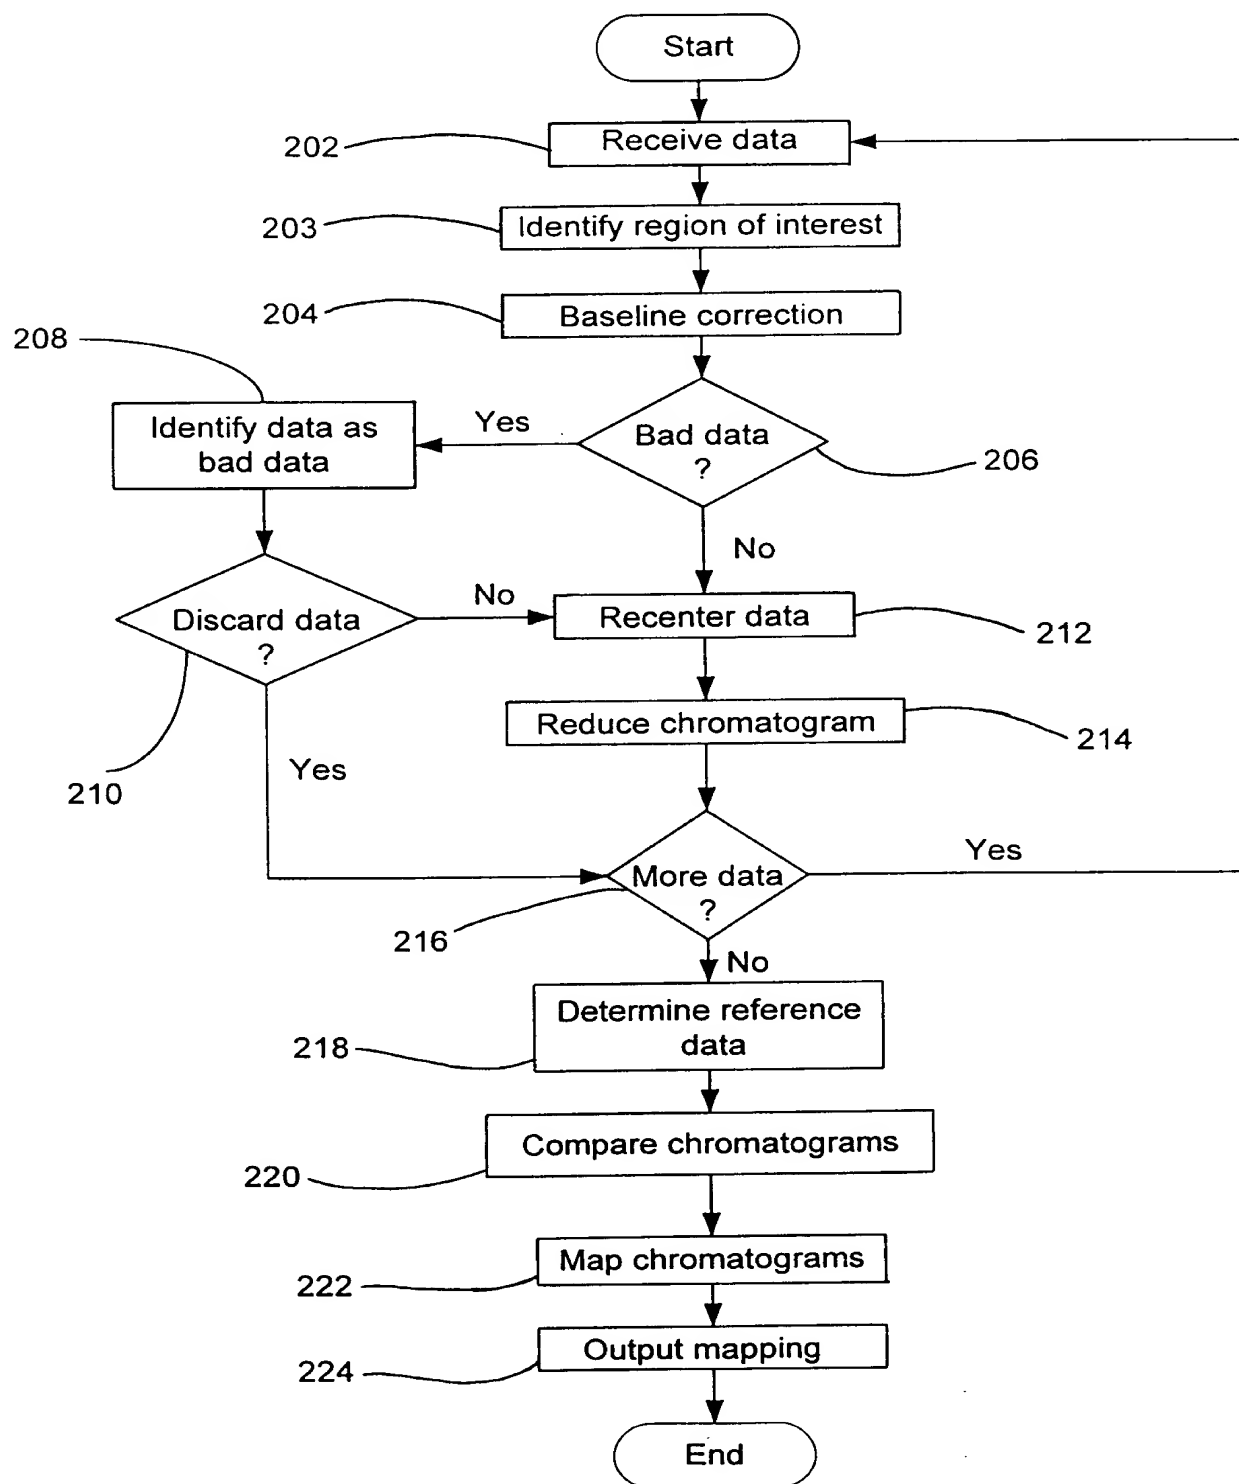 Start
Receive data
202
Identify region of interest
203
Baseline correction
204
208
Identify data as
bad data
Yes
Bad data
?
206
No
Discard data
?
No
Recenter data
212
210
Yes
Reduce chromatogram
214
More data
?
Yes
216
No
Determine reference
data
218
Compare chromatograms
220
Map chromatograms
222
Output mapping
224
End